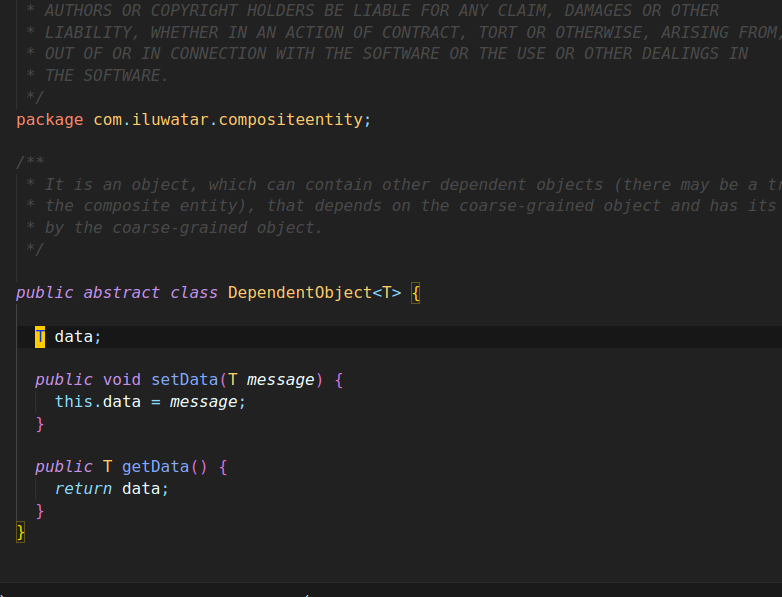 * AUTHORS OR COPYRIGHT HOLDERS BE LIABLE FOR ANY CLAIM, DAMAGES OR OTHER
* LIABILITY, WHETHER IN AN ACTION OF CONTRACT, TORT OR OTHERWISE, ARISING FROM,
* OUT OF OR IN CONNECTION WITH THE SOFTWARE OR THE USE OR OTHER DEALINGS IN
* THE SOFTWARE.
*/
package com.iluwatar.compositeentity;
/**
* It is an object, which can contain other dependent objects (there may be a
* the composite entity), that depends on the coarse-grained object and has its
* by the coarse-grained object.
*/
public abstract class DependentObject<T> {
T data;
public void setData(T message) {
this.data = message;
}
public T getData() {
return data;
}
}